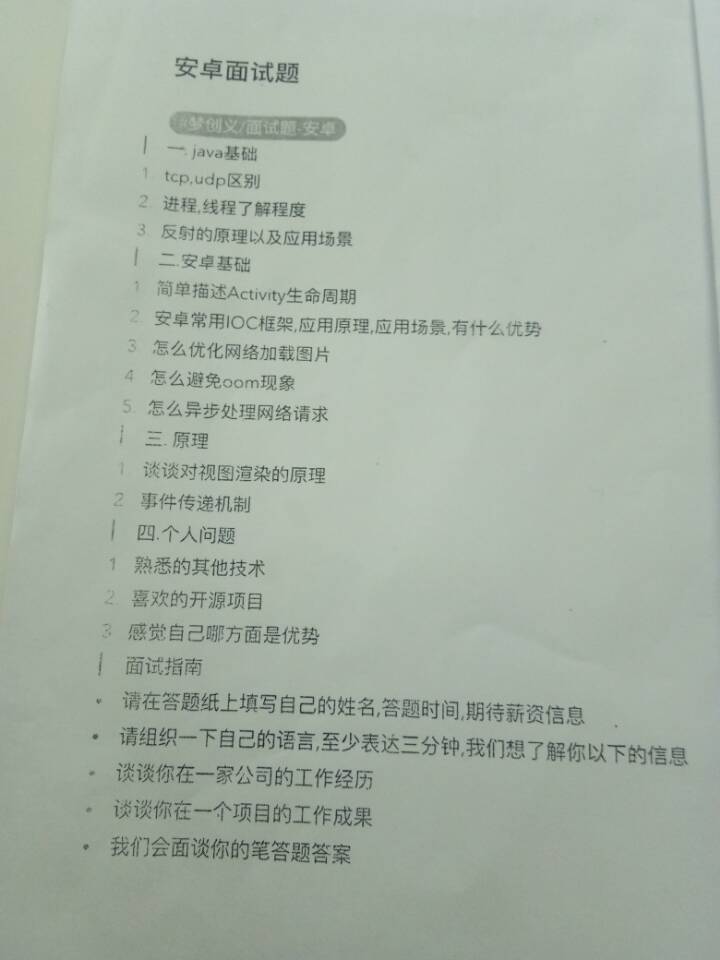 安卓面试题
#梦创义/面试题-安卓
一. java基础
1. tcp,udp区别
2. 进程,线程了解程度
3. 反射的原理以及应用场景
二.安卓基础
1 简单描述Activity生命周期
2. 安卓常用IOC框架,应用原理,应用场景,有什么优势
3 怎么优化网络加载图片
4 怎么避免oom现象
5. 怎么异步处理网络请求
三. 原理
1 谈谈对视图渲染的原理
2 事件传递机制
四.个人问题
1 熟悉的其他技术
2. 喜欢的开源项目
3 感觉自己哪方面是优势
面试指南
• 请在答题纸上填写自己的姓名,答题时间,期待薪资信息
• 请组织一下自己的语言,至少表达三分钟,我们想了解你以下的信息
• 谈谈你在一家公司的工作经历
• 谈谈你在一个项目的工作成果
• 我们会面谈你的笔答题答案